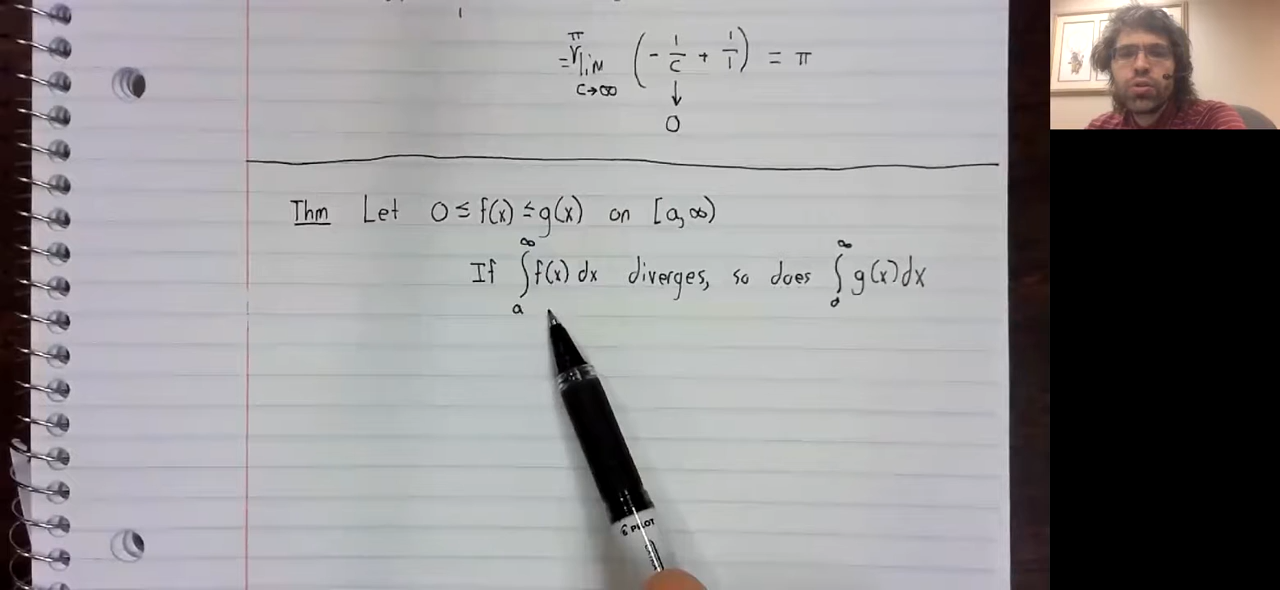 = π lim c→∞ ( - 1/c + 1/1 ) = π
↓
0
Thm Let 0 ≤ f(x) ≤ g(x) on [a,∞)
If ∫_a^∞ f(x) dx diverges, so does ∫_a^∞ g(x) dx
PILOT